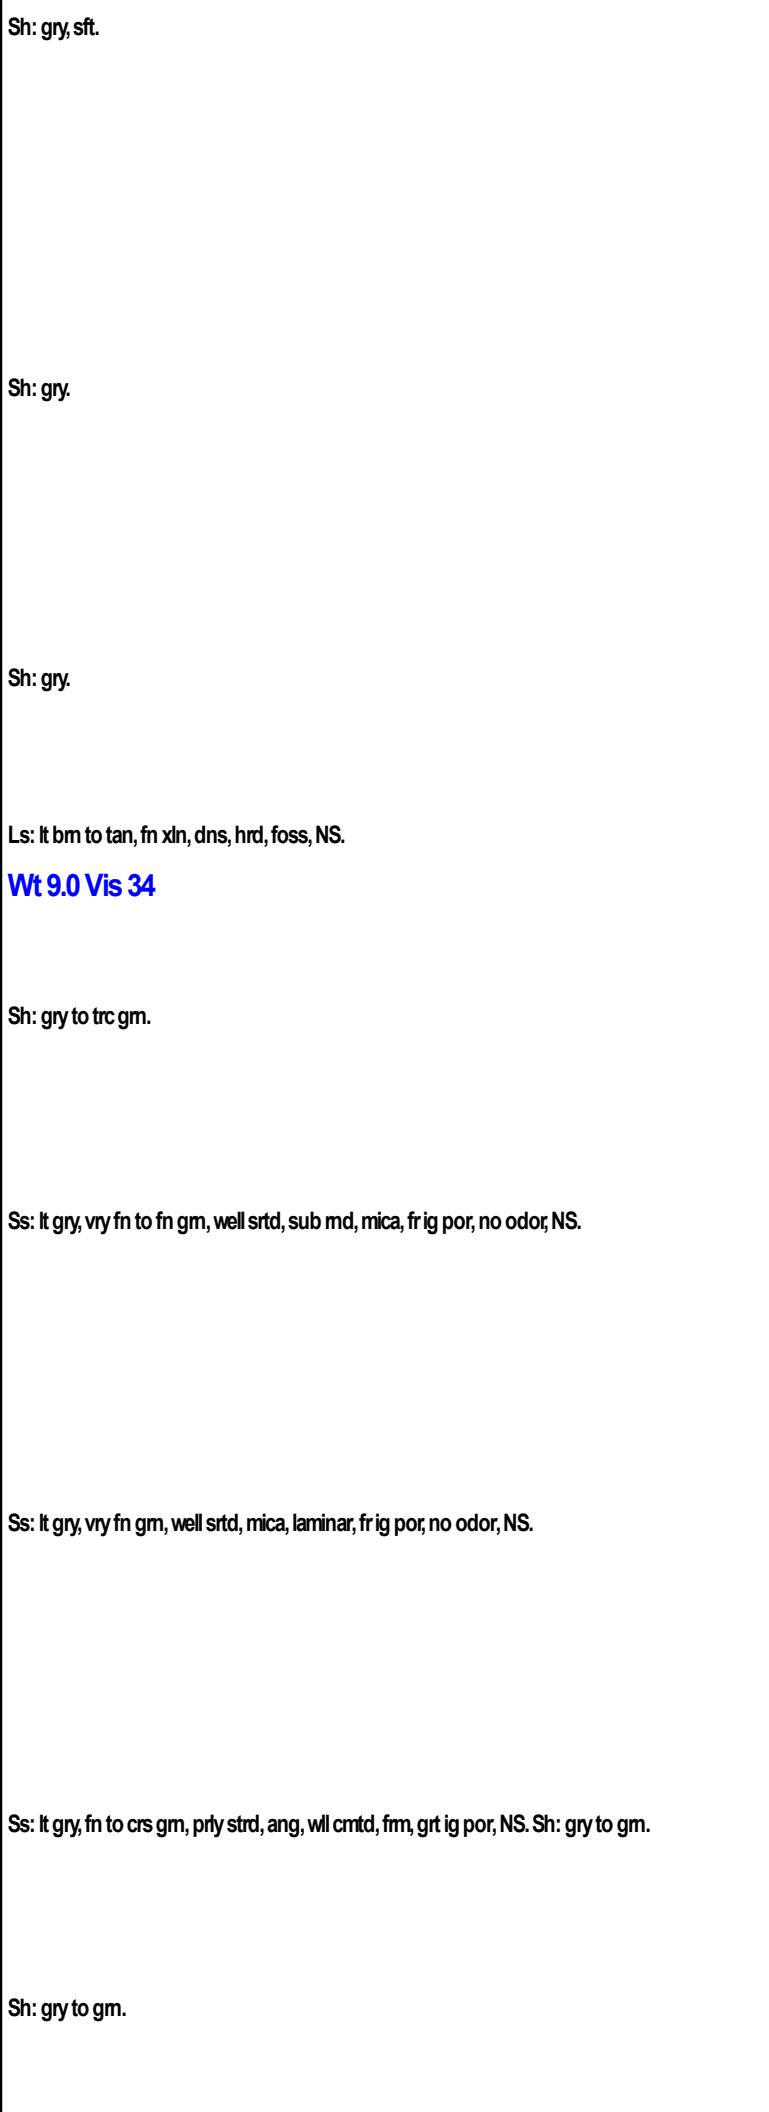 Sh: gry, sft.
Sh: gry.
Sh: gry.
Ls: lt brn to tan, fn xln, dns, hrd, foss, NS.
Wt 9.0 Vis 34
Sh: gry to trc grn.
Ss: lt gry, vry fn to fn grn, well srtd, sub rnd, mica, fr ig por, no odor, NS.
Ss: lt gry, vry fn grn, well srtd, mica, laminar, fr ig por, no odor, NS.
Ss: lt gry, fn to crs grn, prly strd, ang, wll cmtd, frm, grt ig por, NS. Sh: gry to grn.
Sh: gry to grn.